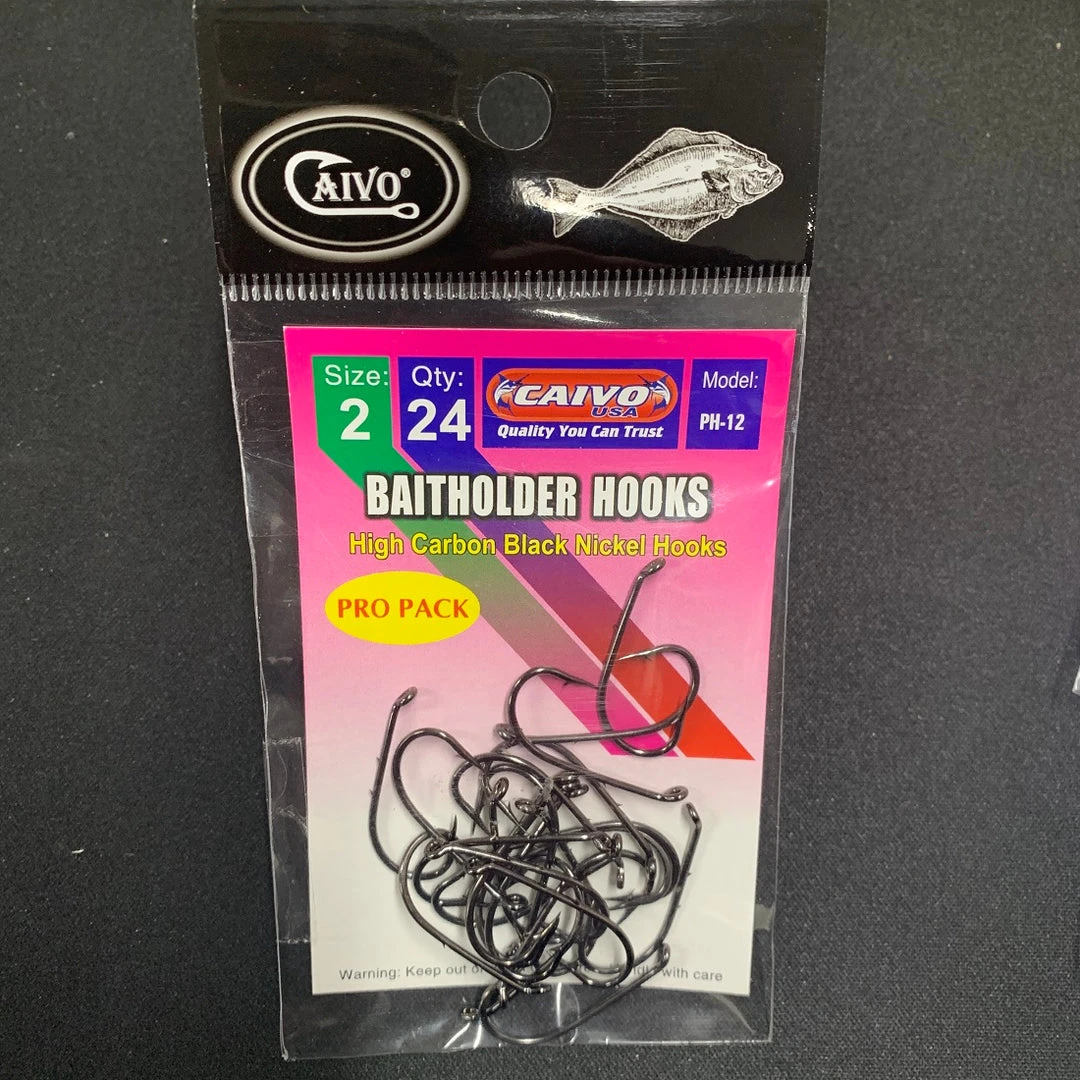 CAIVO®
Size: 2
Qty: 24
CAIVO
USA
Quality You Can Trust
Model:
PH-12
BAITHOLDER HOOKS
High Carbon Black Nickel Hooks
PRO PACK
Warning: Keep out with care